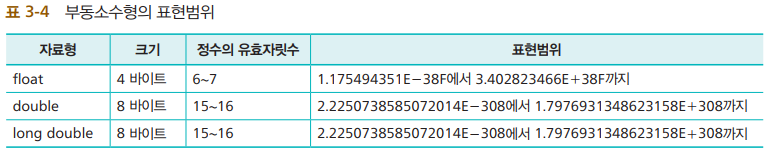 표 3-4 부동소수형의 표현범위
자료형 크기 정수의 유효자릿수 표현범위
float 4 바이트 6~7 1.175494351E−38F에서 3.402823466E+38F까지
double 8 바이트 15~16 2.2250738585072014E−308에서 1.7976931348623158E+308까지
long double 8 바이트 15~16 2.2250738585072014E−308에서 1.7976931348623158E+308까지